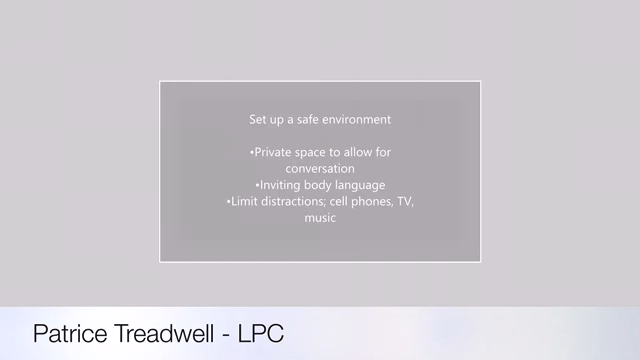 Set up a safe environment
•Private space to allow for
conversation
•Inviting body language
•Limit distractions; cell phones, TV,
music
Patrice Treadwell - LPC